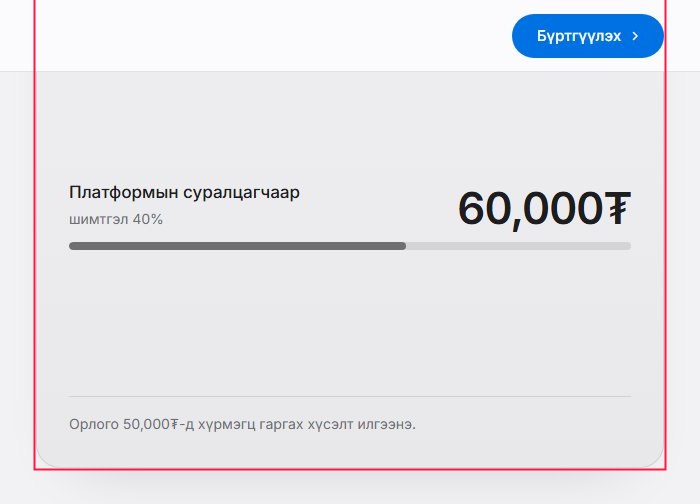 Бүртгүүлэх
Платформын суралцагчаар
60,000₮
шимтгэл 40%
Орлого 50,000₮-д хүрмэгц гаргах хүсэлт илгээнэ.